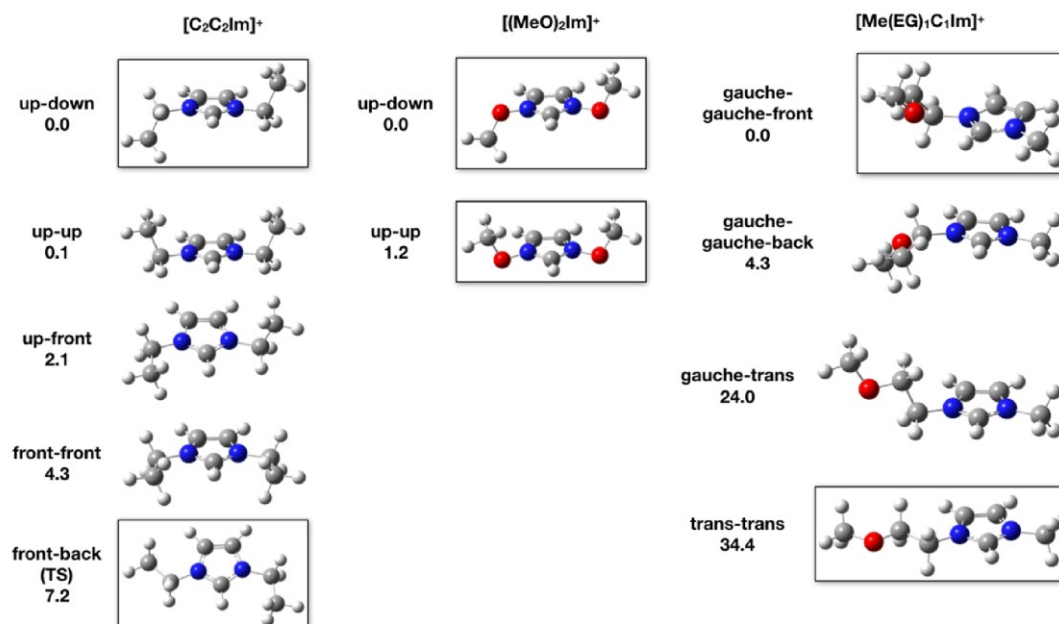 [C₂C₂Im]⁺
up-down
0.0
up-up
0.1
up-front
2.1
front-front
4.3
front-back
(TS)
7.2
[(MeO)₂Im]⁺
up-down
0.0
up-up
1.2
[Me(EG)₁C₁Im]⁺
gauche-
gauche-front
0.0
gauche-
gauche-back
4.3
gauche-trans
24.0
trans-trans
34.4